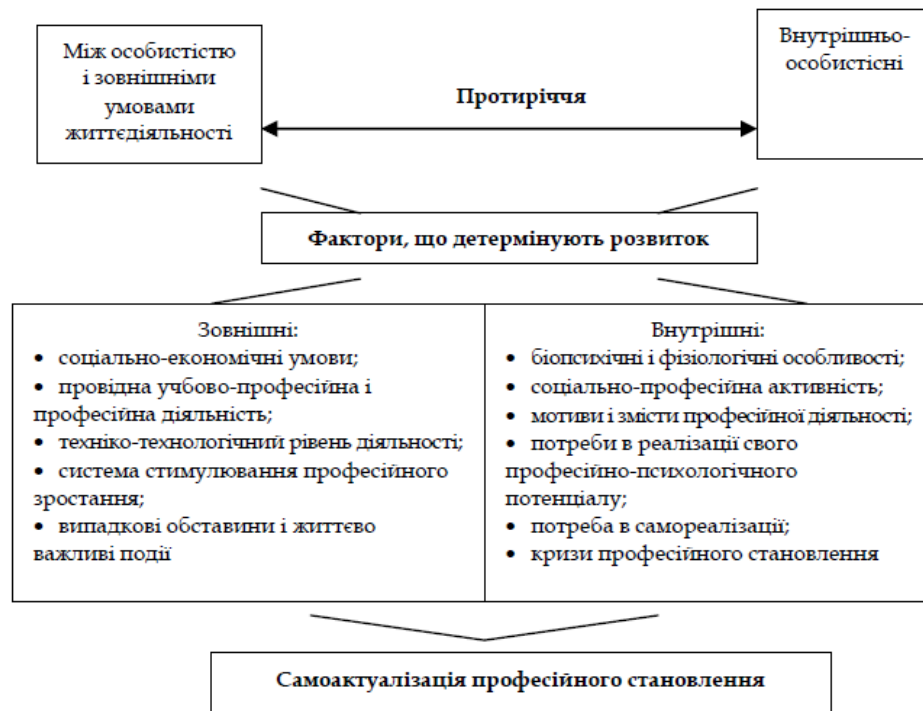 Між особистістю
і зовнішніми
умовами
життєдіяльності
Протиріччя
Внутрішньо-
особистісні
Фактори, що детермінують розвиток
Зовнішні:
• соціально-економічні умови;
• провідна учбово-професійна і
професійна діяльність;
• техніко-технологічний рівень діяльності;
• система стимулювання професійного
зростання;
• випадкові обставини і життєво
важливі події
Внутрішні:
• біопсихічні і фізіологічні особливості;
• соціально-професійна активність;
• мотиви і змісти професійної діяльності;
• потреби в реалізації свого
професійно-психологічного
потенціалу;
• потреба в самореалізації;
• кризи професійного становлення
Самоактуалізація професійного становлення